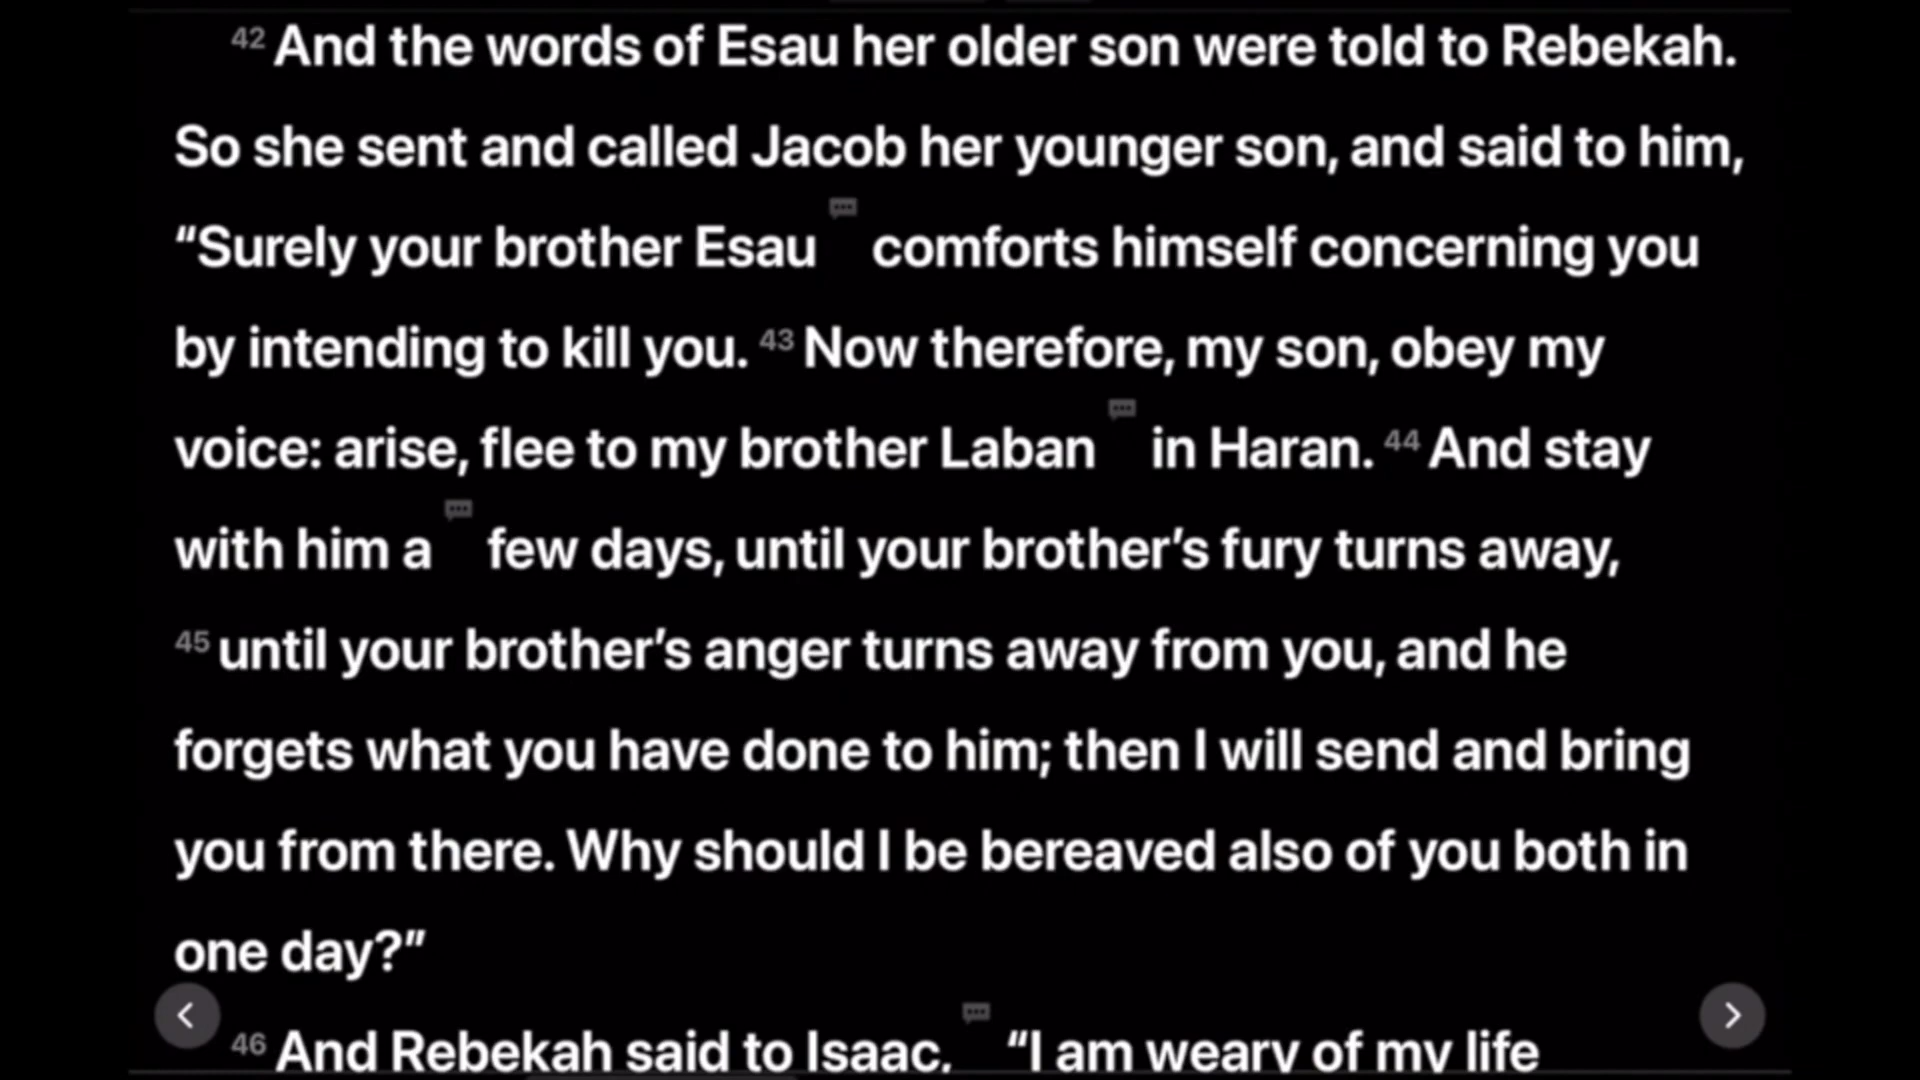 42 And the words of Esau her older son were told to Rebekah.
So she sent and called Jacob her younger son, and said to him,
“Surely your brother Esau comforts himself concerning you
by intending to kill you. 43 Now therefore, my son, obey my
voice: arise, flee to my brother Laban in Haran. 44 And stay
with him a few days, until your brother’s fury turns away,
45 until your brother’s anger turns away from you, and he
forgets what you have done to him; then I will send and bring
you from there. Why should I be bereaved also of you both in
one day?”
46 And Rebekah said to Isaac, “I am weary of my life